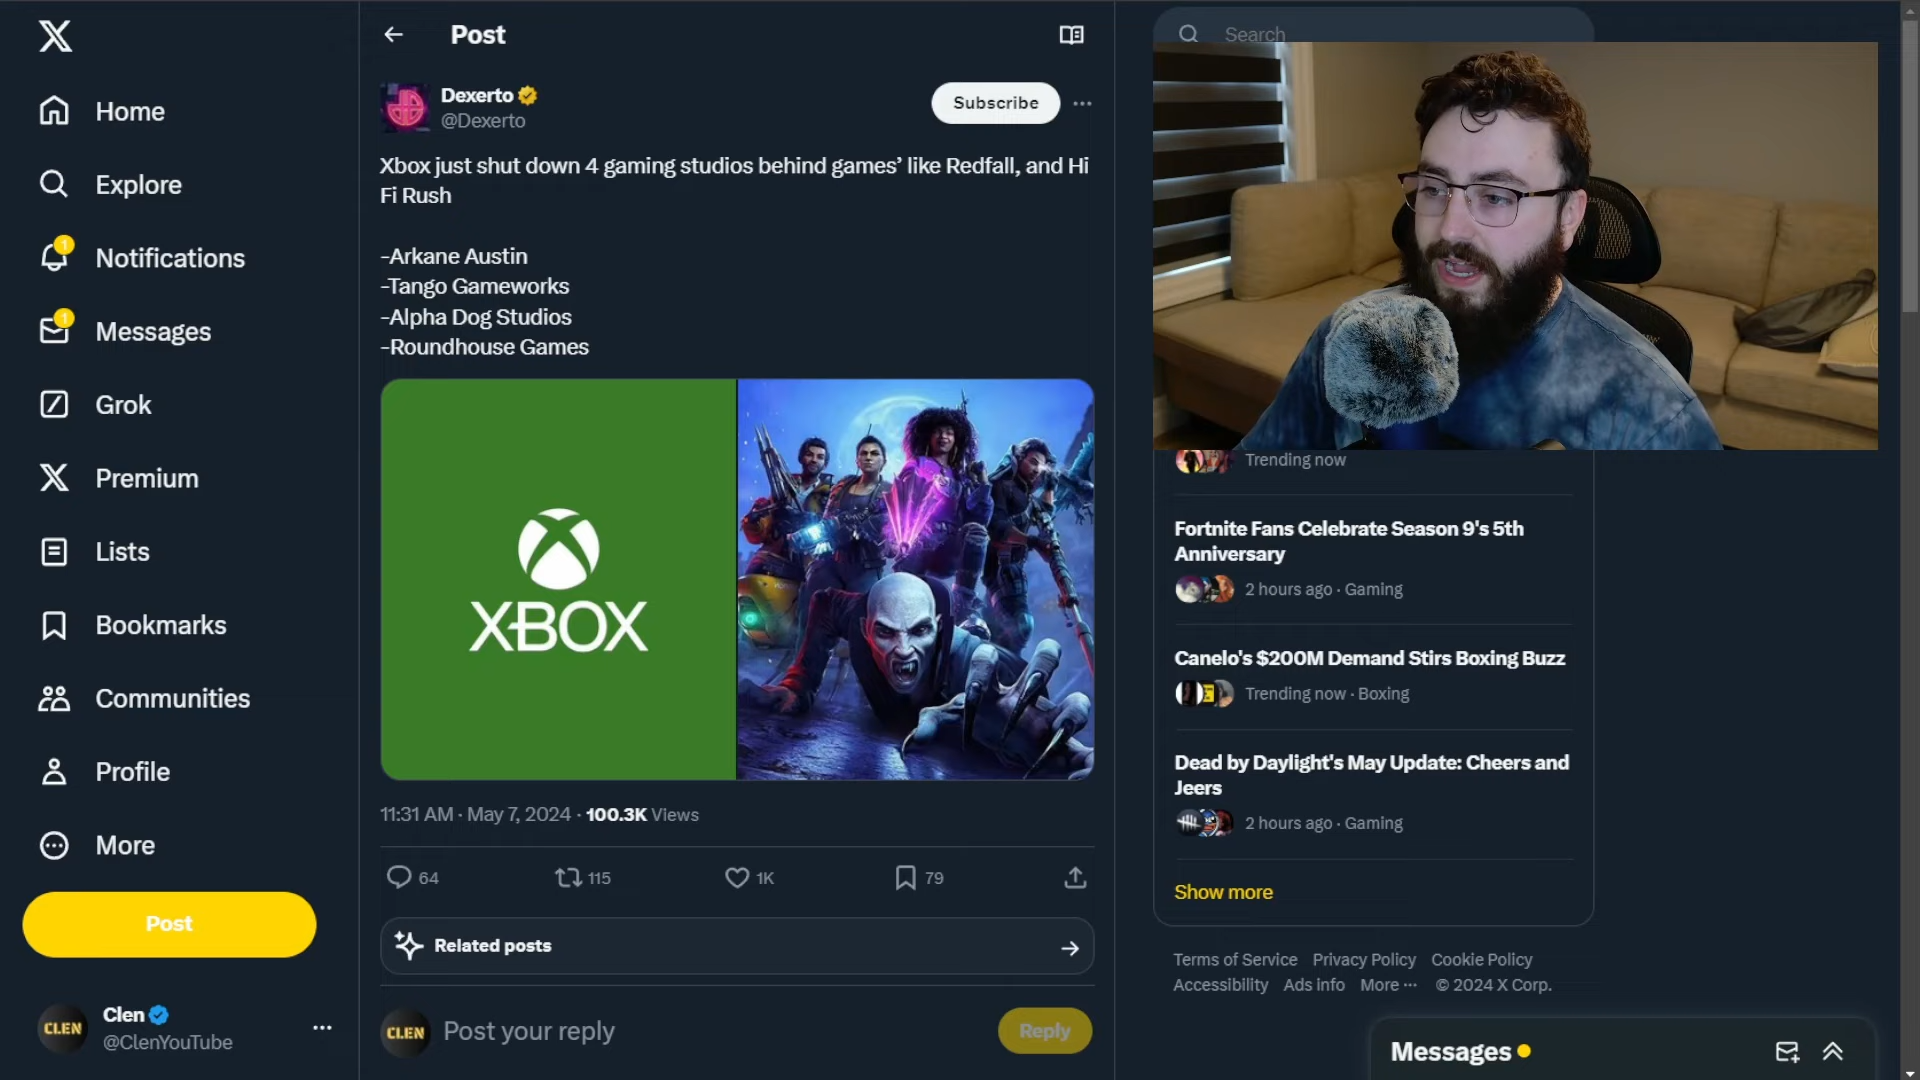 Home
Explore
1
Notifications
1
Messages
Grok
Premium
Lists
Bookmarks
Communities
Profile
More
Post
CLEN
Clen
@ClenYouTube
Post
Dexerto
@Dexerto
Subscribe
Xbox just shut down 4 gaming studios behind games’ like Redfall, and Hi
Fi Rush
-Arkane Austin
-Tango Gameworks
-Alpha Dog Studios
-Roundhouse Games
XBOX
11:31 AM · May 7, 2024 · 100.3K Views
64
115
1K
79
Related posts
CLEN
Post your reply
Reply
Search
Trending now
Fortnite Fans Celebrate Season 9's 5th
Anniversary
2 hours ago · Gaming
Canelo's $200M Demand Stirs Boxing Buzz
Trending now · Boxing
Dead by Daylight's May Update: Cheers and
Jeers
2 hours ago · Gaming
Show more
Terms of Service Privacy Policy Cookie Policy
Accessibility Ads info More ··· © 2024 X Corp.
Messages